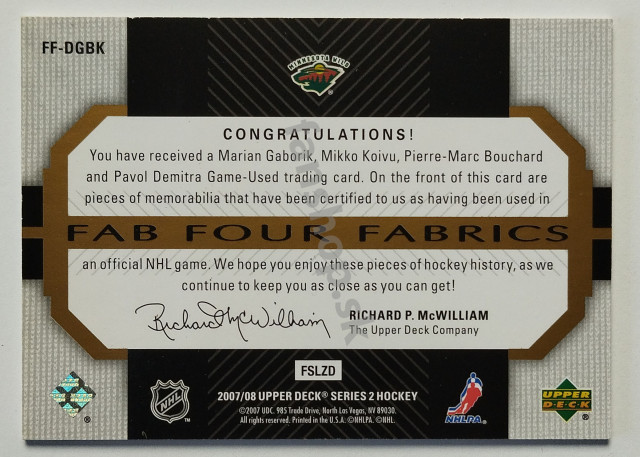 FF-DGBK
MINNESOTA WILD
®
CONGRATULATIONS!
You have received a Marian Gaborik, Mikko Koivu, Pierre-Marc Bouchard
and Pavol Demitra Game-Used trading card. On the front of this card are
pieces of memorabilia that have been certified to us as having been used in
FAB FOUR FABRICS
an official NHL game. We hope you enjoy these pieces of hockey history, as we
continue to keep you as close as you can get!
Richard McWilliam
RICHARD P. McWILLIAM
The Upper Deck Company
FSLZD
2007/08 UPPER DECK® SERIES 2 HOCKEY
©2007 UDC. 985 Trade Drive, North Las Vegas, NV 89030.
All rights reserved. Printed in the U.S.A. ©NHLPA. ©NHL.
NHL
®
NHLPA.
UPPER
DECK
®